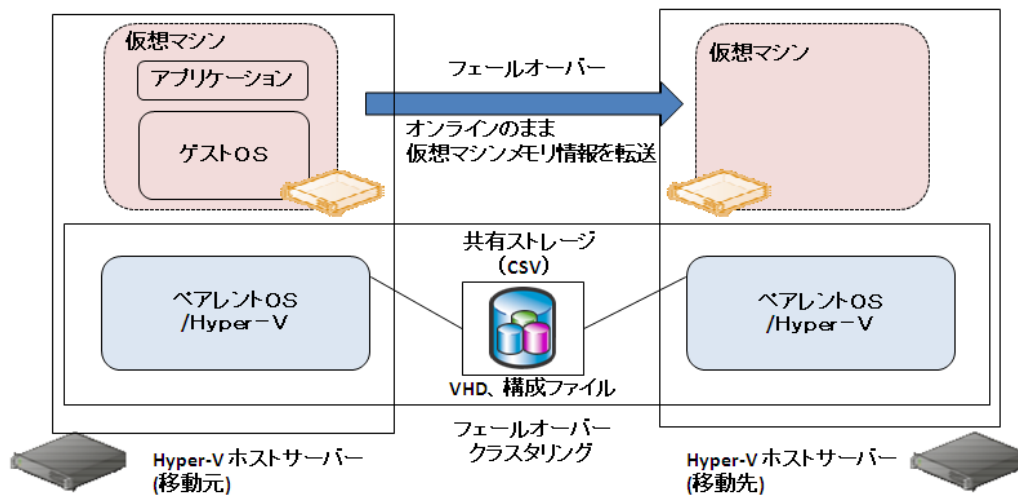 仮想マシン
アプリケーション
ゲストOS
フェールオーバー
オンラインのまま
仮想マシンメモリ情報を転送
仮想マシン
共有ストレージ
（CSV）
ペアレントOS
/Hyper－V
VHD、構成ファイル
ペアレントOS
/Hyper－V
フェールオーバー
クラスタリング
Hyper-V ホストサーバー
(移動元)
Hyper-V ホストサーバー
(移動先)